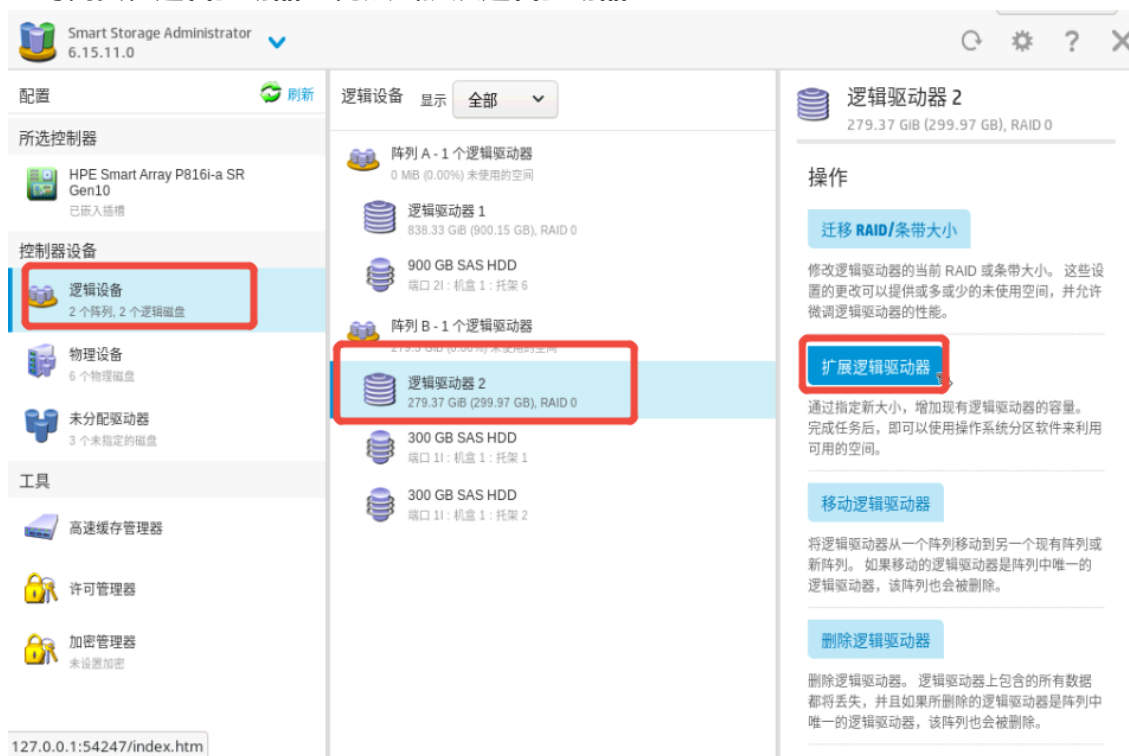 Smart Storage Administrator
6.15.11.0
配置
刷新
所选控制器
HPE Smart Array P816i-a SR
Gen10
已嵌入插槽
控制器设备
逻辑设备
2 个阵列, 2 个逻辑磁盘
物理设备
6 个物理磁盘
未分配驱动器
3 个未指定的磁盘
工具
高速缓存管理器
许可管理器
加密管理器
未设置加密
127.0.0.1:54247/index.htm
逻辑设备 显示 全部
阵列 A - 1 个逻辑驱动器
0 MiB (0.00%) 未使用的空间
逻辑驱动器 1
838.33 GiB (900.15 GB), RAID 0
900 GB SAS HDD
端口 2I : 机盒 1 : 托架 6
阵列 B - 1 个逻辑驱动器
279.3 GiB (0.00%) 未使用的空间
逻辑驱动器 2
279.37 GiB (299.97 GB), RAID 0
300 GB SAS HDD
端口 1I : 机盒 1 : 托架 1
300 GB SAS HDD
端口 1I : 机盒 1 : 托架 2
逻辑驱动器 2
279.37 GiB (299.97 GB), RAID 0
操作
迁移 RAID/条带大小
修改逻辑驱动器的当前 RAID 或条带大小。 这些设
置的更改可以提供或多或少的未使用空间，并允许
微调逻辑驱动器的性能。
扩展逻辑驱动器
通过指定新大小，增加现有逻辑驱动器的容量。
完成任务后，即可以使用操作系统分区软件来利用
可用的空间。
移动逻辑驱动器
将逻辑驱动器从一个阵列移动到另一个现有阵列或
新阵列。 如果移动的逻辑驱动器是阵列中唯一的
逻辑驱动器，该阵列也会被删除。
删除逻辑驱动器
删除逻辑驱动器。 逻辑驱动器上包含的所有数据
都将丢失，并且如果所删除的逻辑驱动器是阵列中
唯一的逻辑驱动器，该阵列也会被删除。